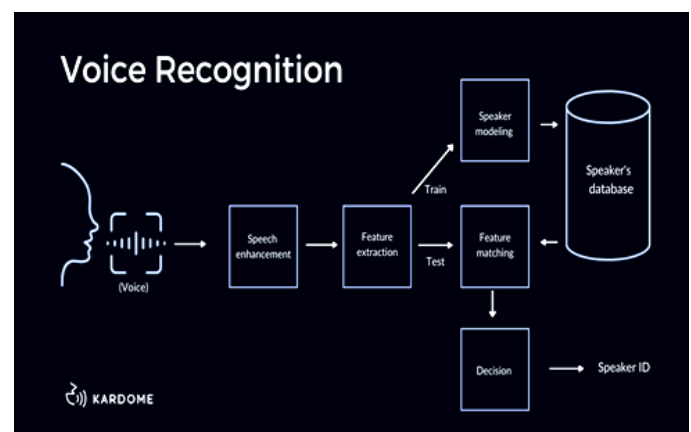 Voice Recognition
Speaker
modeling
Speaker's
database
Train
Speech
enhancement
Feature
extraction
Test
Feature
matching
(Voice)
Decision
Speaker ID
KARDOME